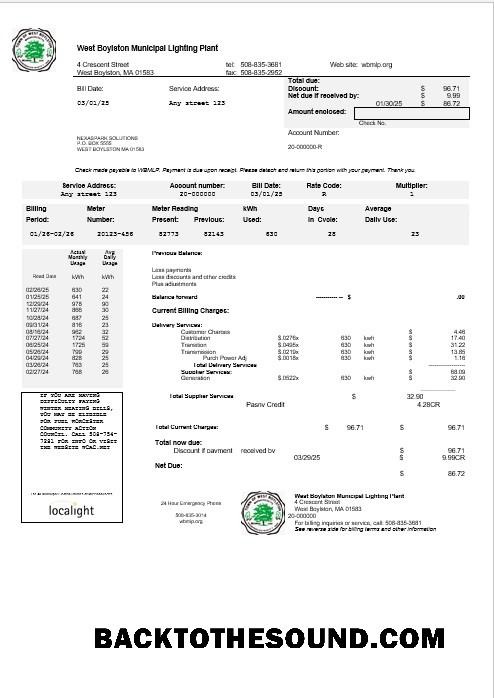 West Boylston Municipal Lighting Plant
4 Crescent Street tel: 508-835-3681 Web site: wbmlp.org
West Boylston, MA 01583 fax: 508-835-2952
Total due:
Bill Date: Service Address: Discount: $ 96.71
Net due if received by: $ 9.99
03/01/25 Any street 123 01/30/25 $ 86.72
Amount enclosed:
Check No.
Account Number:
NEXASPARK SOLUTIONS
P.O. BOX 5555
WEST BOYLSTON MA 01583
20-000000-R
Check made payable to WBMLP. Payment is due upon receipt. Please detach and return this portion with your payment. Thank you.
Service Address: Account number: Bill Date: Rate Code: Multiplier:
Any street 123 20-000000 03/01/25 R 1
Billing Meter Meter Reading kWh Days Average
Period: Number: Present: Previous: Used: In Cvcle: Dailv Use:
01/26-02/26 20123-456 82773 82143 630 28 23
Actual Monthly Usage Avg Daily Usage
Read Date kWh kWh
02/26/25 630 22
01/25/25 641 24
12/29/24 978 90
11/27/24 866 30
10/28/24 687 25
09/31/24 816 23
08/16/24 962 32
07/17/24 1724 52
06/25/24 1725 59
05/26/24 799 29
04/29/24 828 25
03/26/24 763 25
02/27/24 768 26
Previous Balance:
Less payments
Less discounts and other credits
Plus adjustments
Balance forward ----------- $ .00
Current Billing Charges:
Delivery Services:
Customer Charges $ 4.46
Distribution $.0276x 630 kwh $ 17.40
Transition $.0495x 630 kwh $ 31.22
Transmission $.0219x 630 kwh $ 13.85
Purch Power Adj $.0018x 630 kwh $ 1.16
Total Delivery Services
Supplier Services: $ 68.09
Generation $.0522x 630 kwh $ 32.90
Total Supplier Services: $ 32.90
Pasnv Credit 4.28CR
Total Current Charges: $ 96.71 $ 96.71
Total now due: $ 96.71
Discount if oavment receivel bv
03/29/25 $ 9.99CR
Net Due:
$ 86.72
IF YOU ARE HAVING
DIFFICULTY PAYING
WINTER HEATING BILLS,
YOU MAY BE ELIGIBLE
FOR FUEL WORCESTER
COMMUNITY ACTION
COUNCIL. CALL 508-754-
7281 FOR INFO OR VISIT
THE WEBSITE WCAC.NET
localight
24 Hour Emergency Phone
508-835-3014
wbmlp.org
West Boylston Municipal Lighting Plant
4 Crescent Street
West Boylston, MA 01583
20-000000
For billing inquiries or service, call: 508-835-3681
See reverse side for billing terms and other information
BACKTOTHESOUND.COM